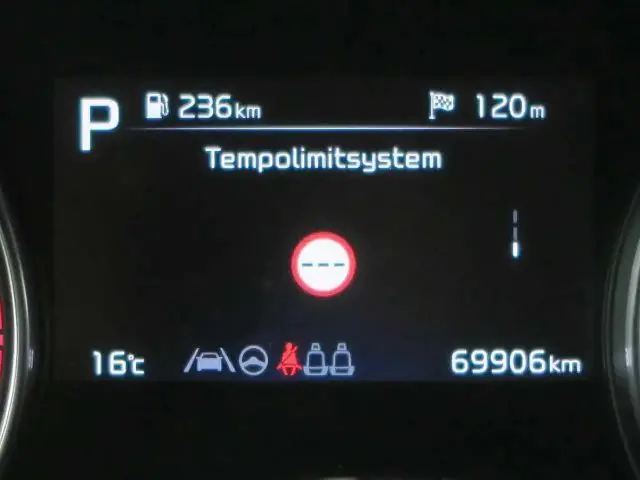 P 236km 120m
Tempolimitsystem
---
16°C 69906km